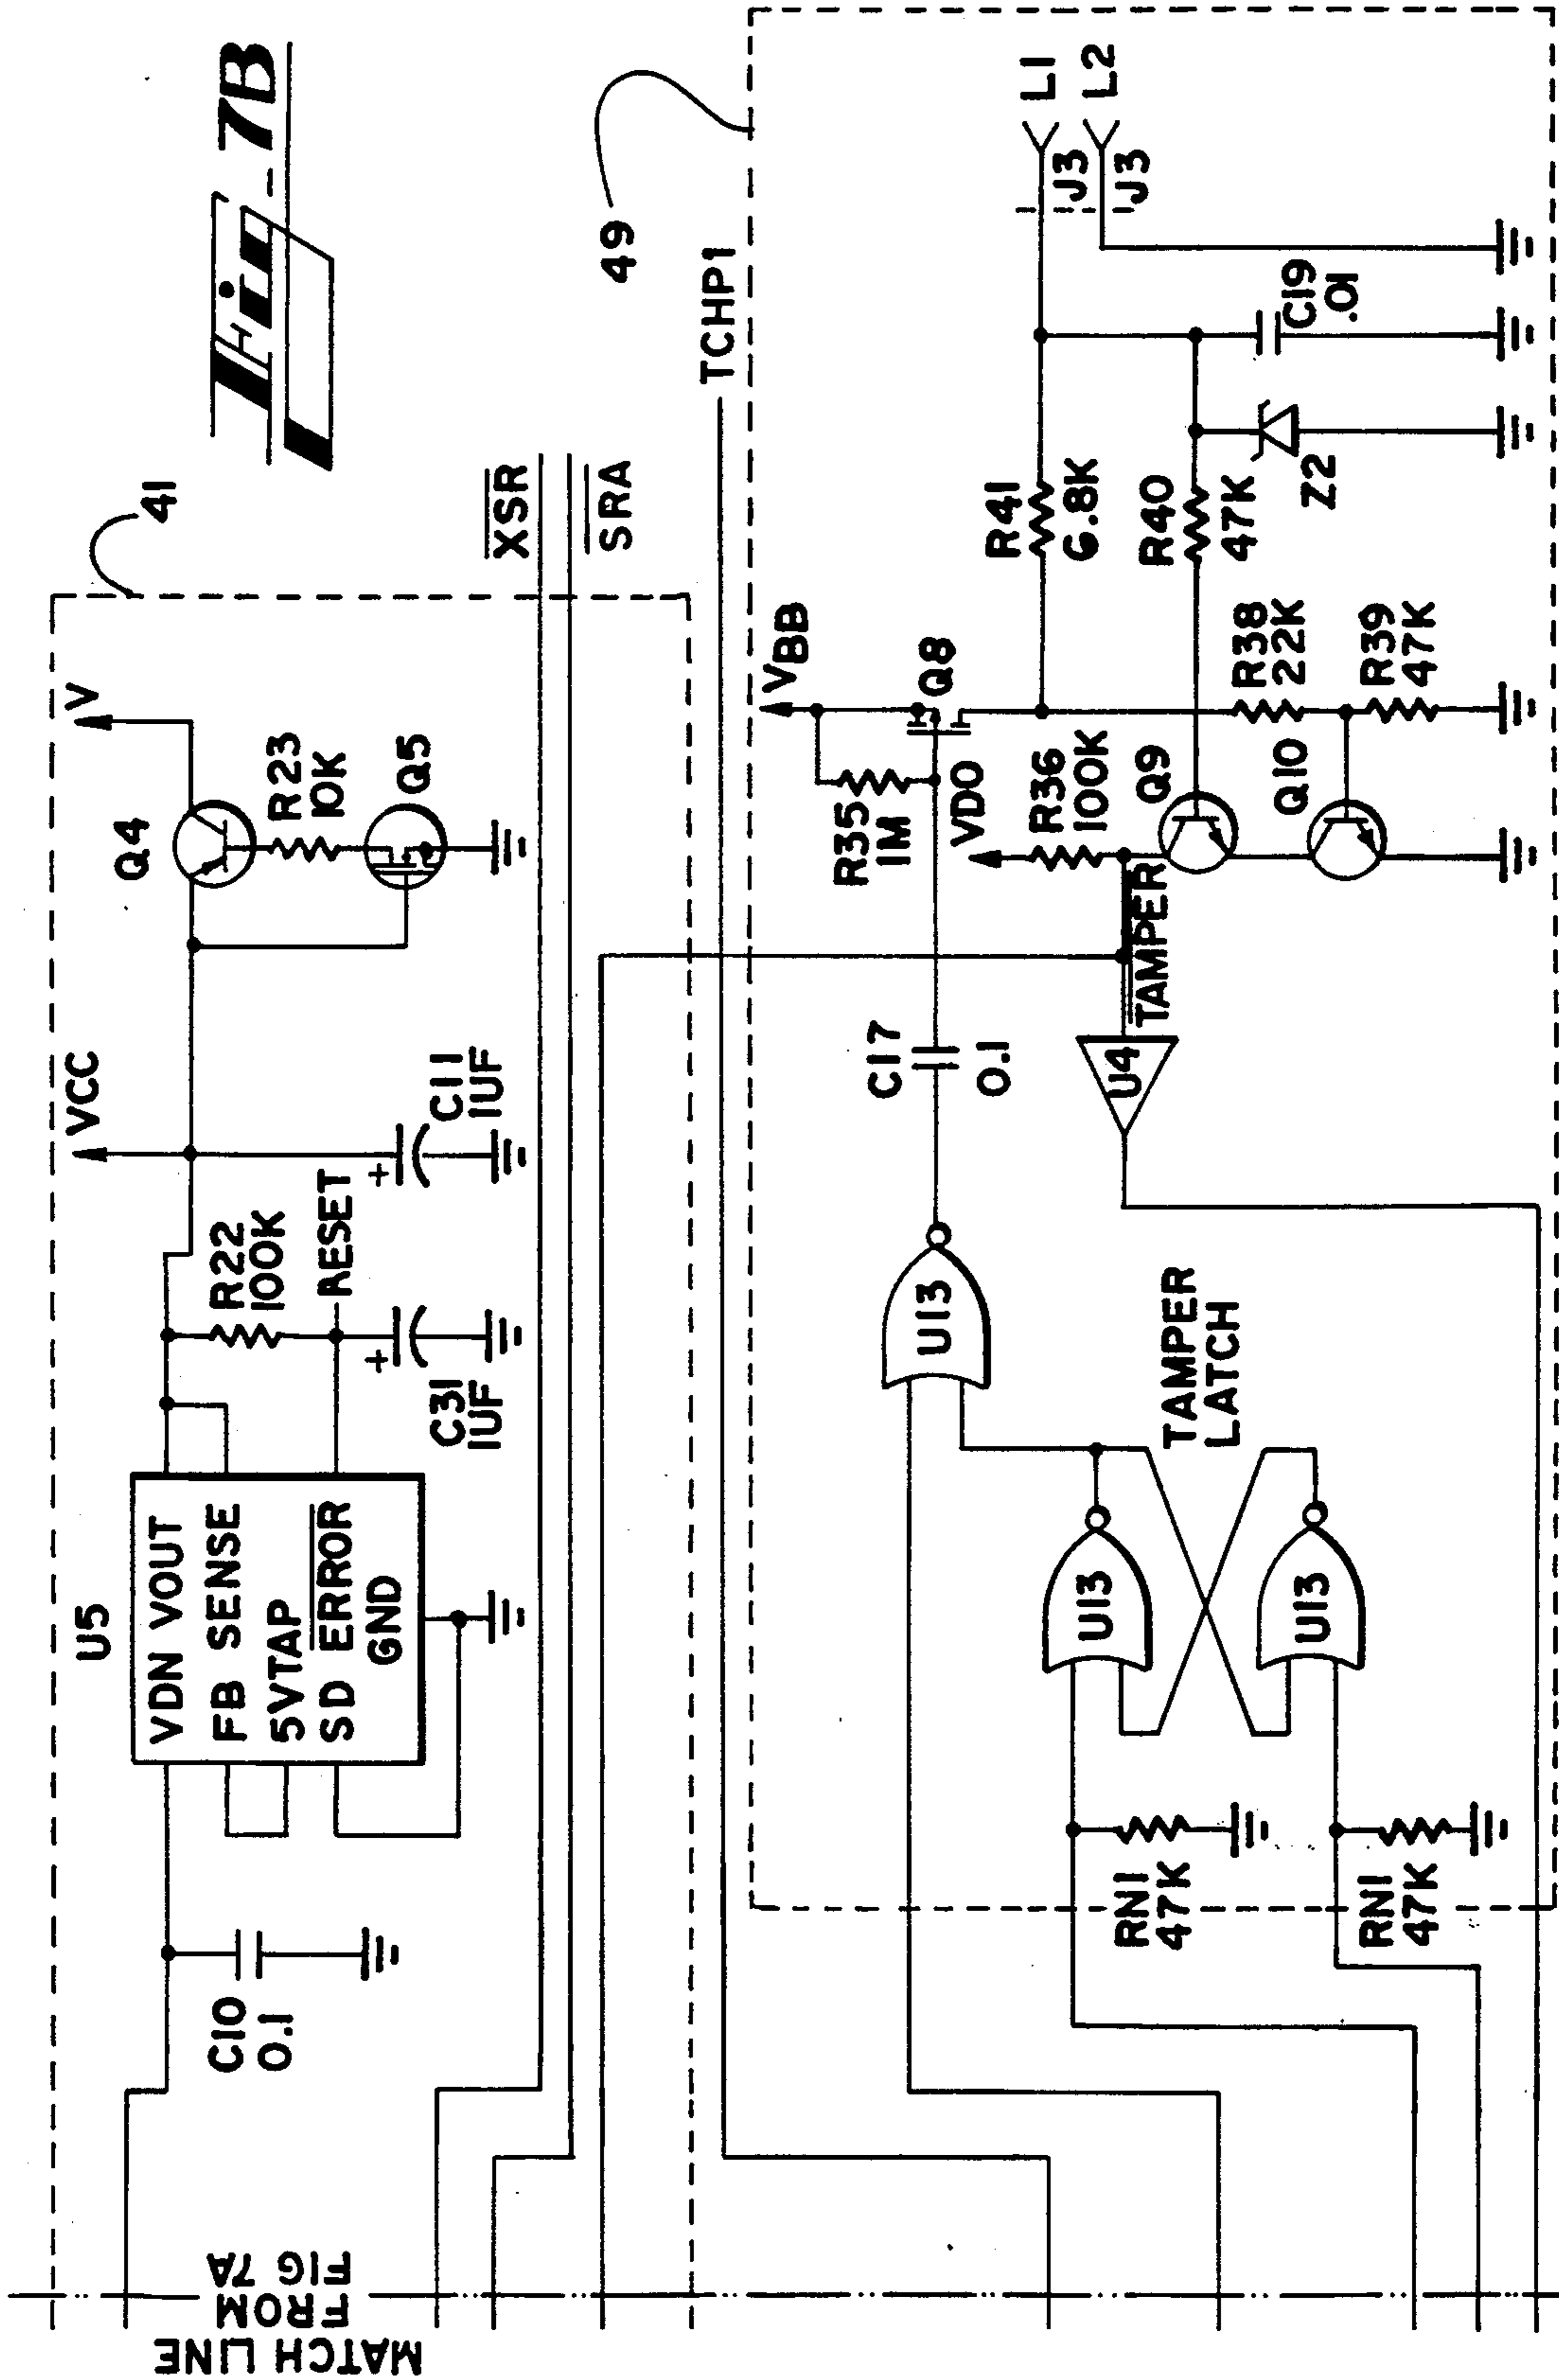 Fig_7B
41
V
VCC
Q4
R23
10K
Q5
C11
1UF
+
RESET
R22
100K
+
C31
1UF
U5
VDN VOUT
FB SENSE
5VTAP
SD ERROR
GND
C10
0.1
MATCH LINE
FROM
FIG 7A
XSR
SRA
49
TCHP1
L1
L2
J3
J3
C19
.01
Z2
R41
6.8K
R40
47K
VBB
Q8
R35
1M
VDO
R36
100K
Q9
R38
22K
Q10
R39
47K
TAMPER
C17
0.1
U4
U13
TAMPER
LATCH
U13
U13
RN1
47K
RN1
47K